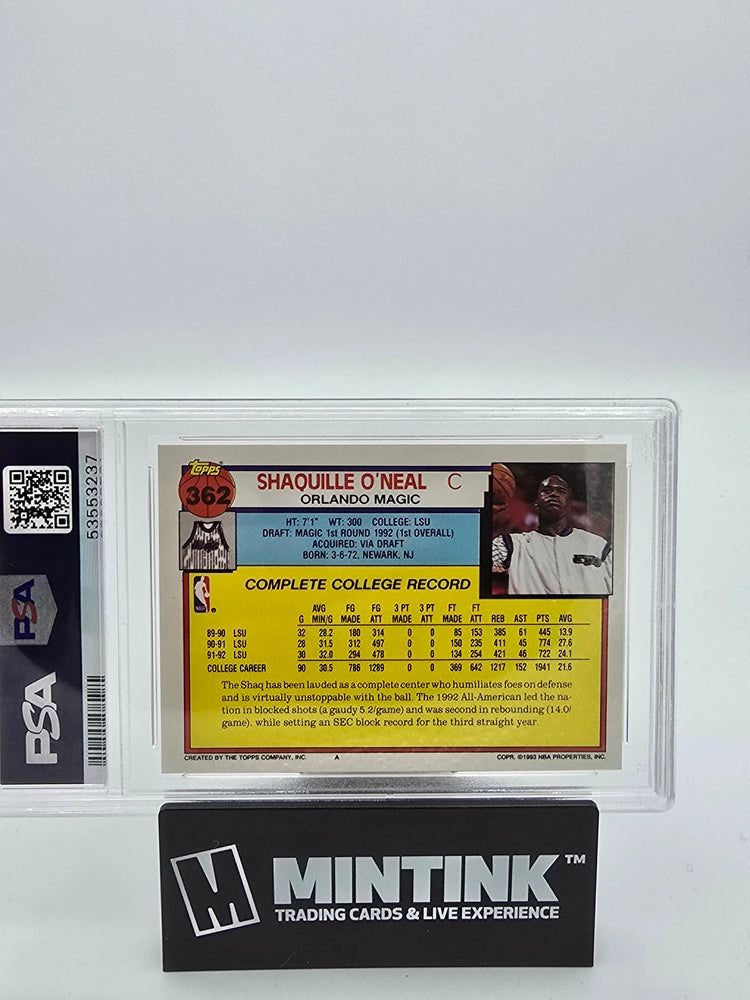 53553237
PSA
PSA
Topps
362
SHAQUILLE O'NEAL C
ORLANDO MAGIC
HT: 7'1" WT: 300 COLLEGE: LSU
DRAFT: MAGIC 1st ROUND 1992 (1st OVERALL)
ACQUIRED: VIA DRAFT
BORN: 3-6-72, NEWARK, NJ
COMPLETE COLLEGE RECORD
AVG FG FG 3 PT 3 PT FT FT
G MIN/G MADE ATT MADE ATT MADE ATT REB AST PTS AVG
89-90 LSU 32 28.2 180 314 0 0 85 153 385 61 445 13.9
90-91 LSU 28 31.5 312 497 0 0 150 235 411 45 774 27.6
91-92 LSU 30 32.0 294 478 0 0 134 254 421 46 722 24.1
COLLEGE CAREER 90 30.5 786 1289 0 0 369 642 1217 152 1941 21.6
The Shaq has been lauded as a complete center who humiliates foes on defense
and is virtually unstoppable with the ball. The 1992 All-American led the na-
tion in blocked shots (a gaudy 5.2/game) and was second in rebounding (14.0/
game), while setting an SEC block record for the third straight year.
CREATED BY THE TOPPS COMPANY, INC. A COPR. ©1993 NBA PROPERTIES, INC.
M MINTINK™
TRADING CARDS & LIVE EXPERIENCE